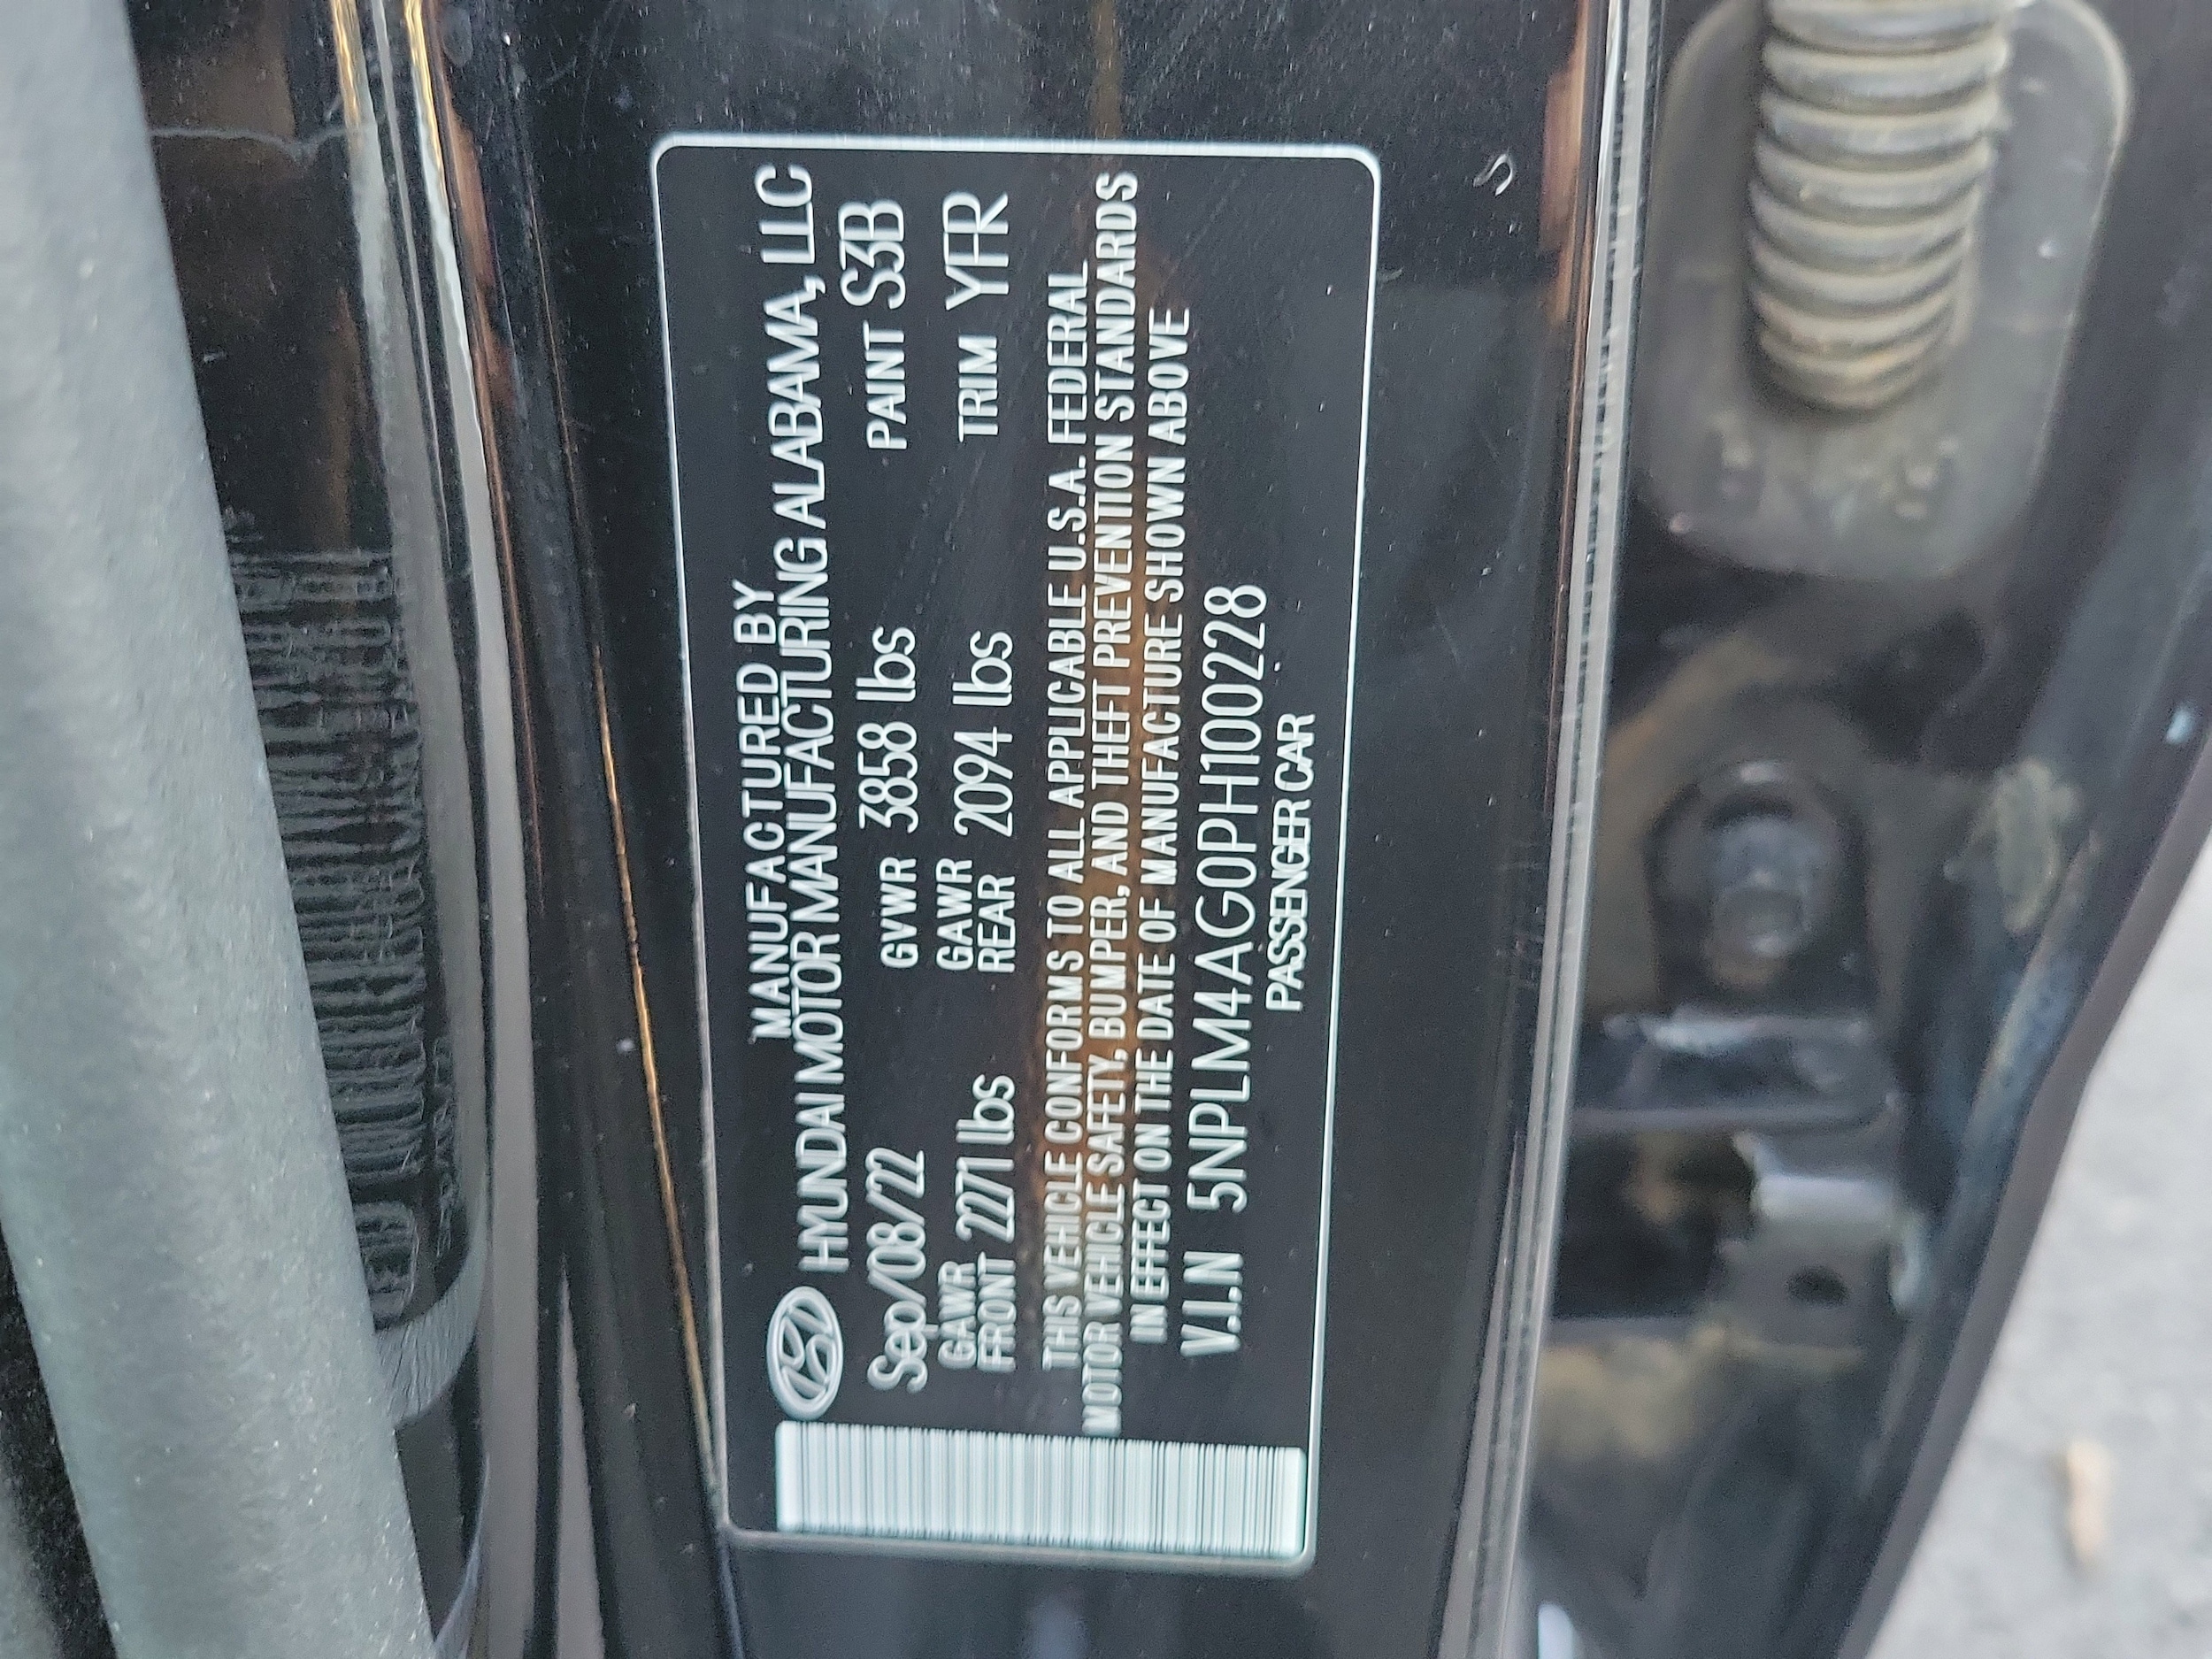 MANUFACTURED BY
HYUNDAI MOTOR MANUFACTURING ALABAMA, LLC
Sep/08/22 GVWR 3858 lbs PAINT S3B
GAWR FRONT 2271 lbs GAWR REAR 2094 lbs TRIM YFR
THIS VEHICLE CONFORMS TO ALL APPLICABLE U.S.A. FEDERAL
MOTOR VEHICLE SAFETY, BUMPER, AND THEFT PREVENTION STANDARDS
IN EFFECT ON THE DATE OF MANUFACTURE SHOWN ABOVE
V.I.N 5NPLM4AG0PH100228
PASSENGER CAR